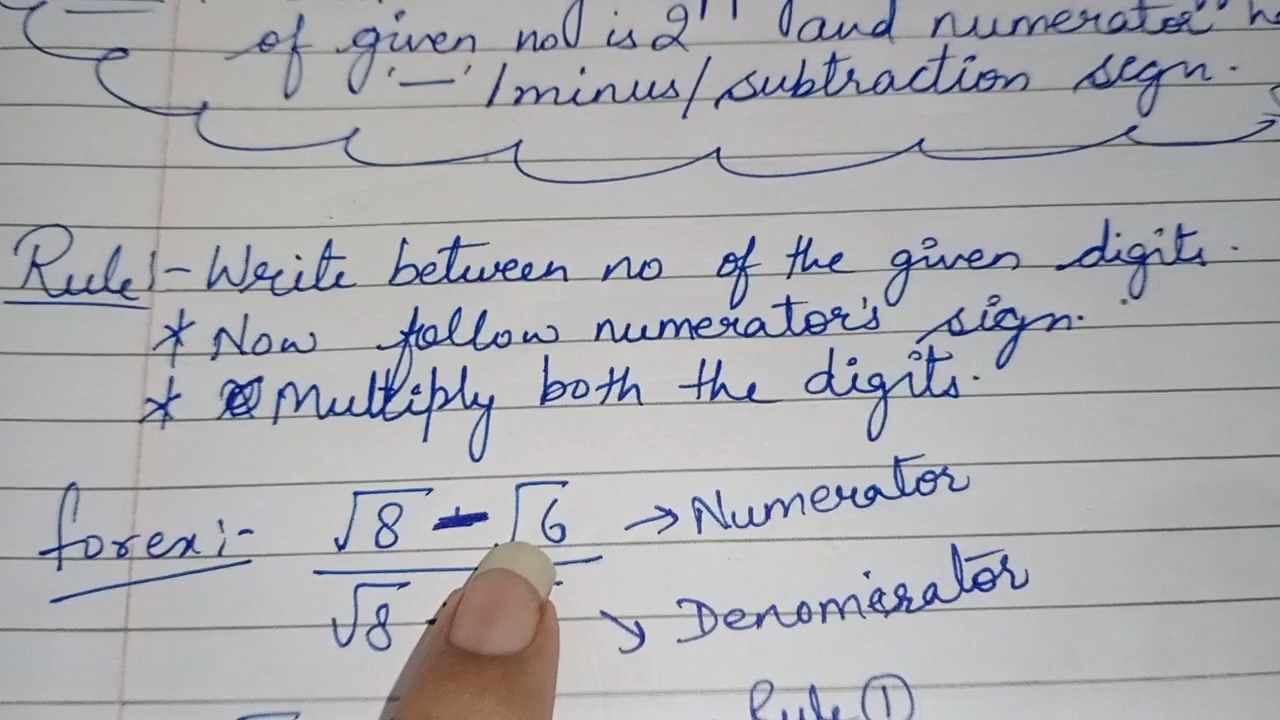 of given no is 2" and numerator
'—' /minus/ subtraction sign.
Rule:- Write between no of the given digits.
* Now follow numerator's sign.
* Multiply both the digits.
for ex:- √8 - √6 → Numerator
√8 ↘ Denominator
Rule ①